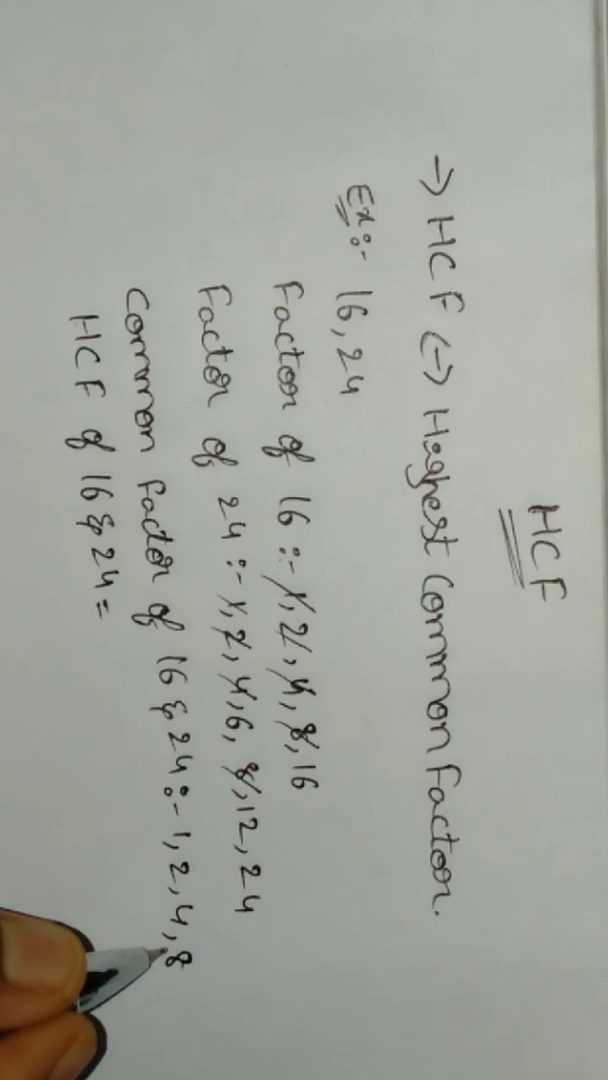 HCF
→ HCF (→) Highest Common Factor.
Ex:- 16, 24
Factor of 16 :- 1, 2, 4, 8, 16
Factor of 24 :- 1, 2, 4, 6, 8, 12, 24
Common factor of 16 & 24 :- 1, 2, 4, 8
HCF of 16 & 24 =